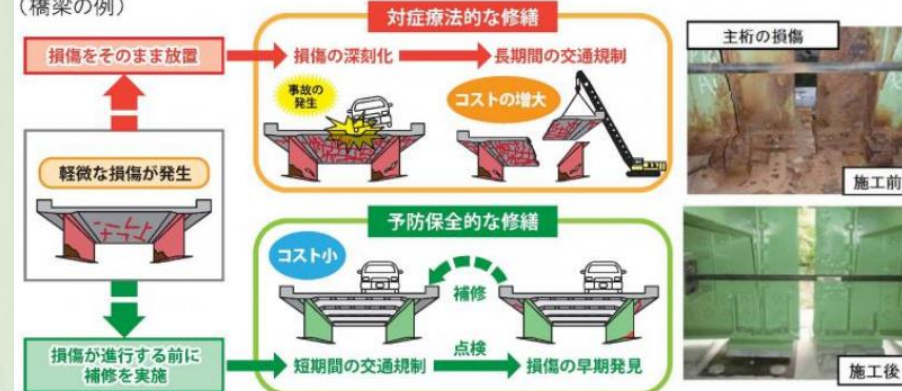 (橋梁の例)
対症療法的な修繕
損傷をそのまま放置
損傷の深刻化
長期間の交通規制
事故の
発生
コストの増大
軽微な損傷が発生
予防保全的な修繕
コスト小
補修
損傷が進行する前に
補修を実施
短期間の交通規制
点検
損傷の早期発見
主桁の損傷
施工前
施工後